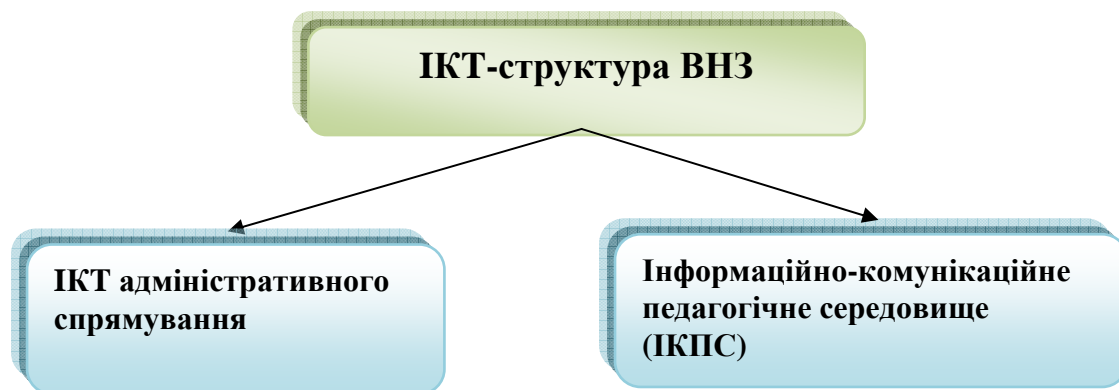 ІКТ-структура ВНЗ
ІКТ адміністративного
спрямування
Інформаційно-комунікаційне
педагогічне середовище
(ІКПС)